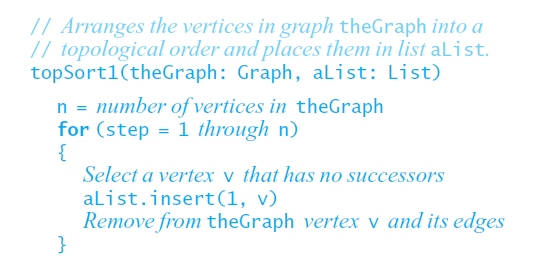 // Arranges the vertices in graph theGraph into a
// topological order and places them in list aList.
topSort1(theGraph: Graph, aList: List)
n = number of vertices in theGraph
for (step = 1 through n)
{
Select a vertex v that has no successors
aList.insert(1, v)
Remove from theGraph vertex v and its edges
}